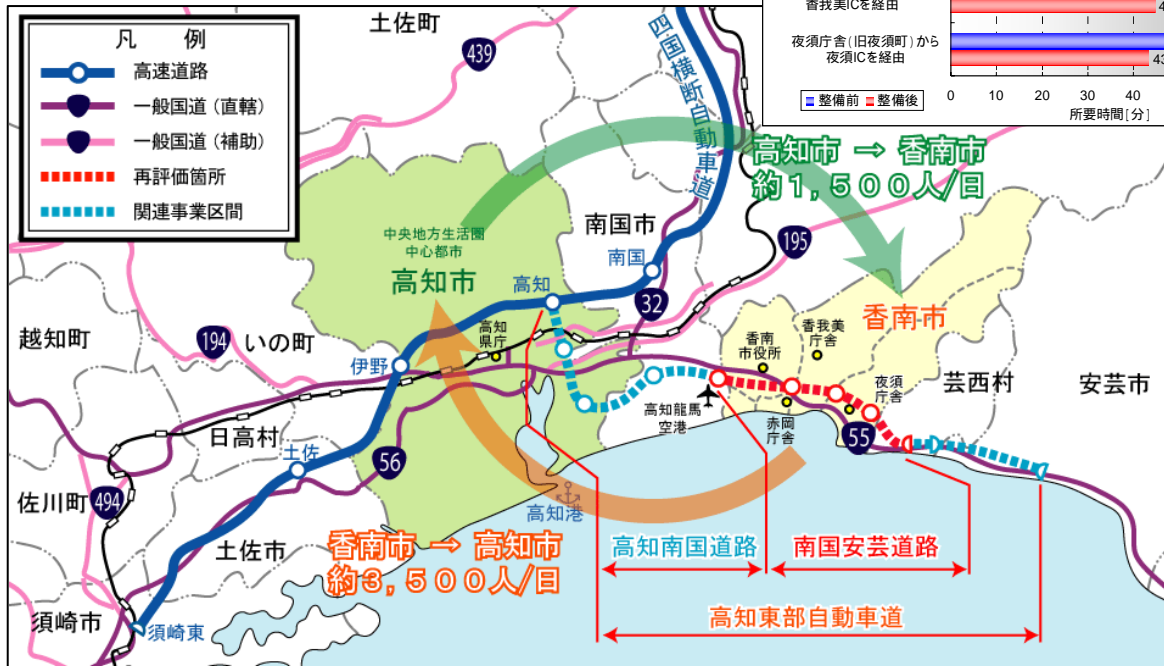 凡　例
高速道路
一般国道（直轄）
一般国道（補助）
再評価箇所
関連事業区間
土佐町
439
四国横断自動車道
香我美ICを経由
4
夜須庁舎(旧夜須町)から
夜須ICを経由
43
整備前 整備後
0 10 20 30 40
所要時間[分]
高知市 → 香南市
約１，５００人/日
中央地方生活圏
中心都市
高知市
南国市
南国
高知
32
195
香南市
越知町
194
いの町
伊野
高知
県庁
香南
市役所
香我美
庁舎
夜須
庁舎
芸西村
安芸市
高知龍馬
空港
赤岡
庁舎
55
日高村
土佐
56
佐川町
494
土佐市
高知港
須崎市
須崎東
香南市 → 高知市
約３，５００人/日
高知南国道路
南国安芸道路
高知東部自動車道